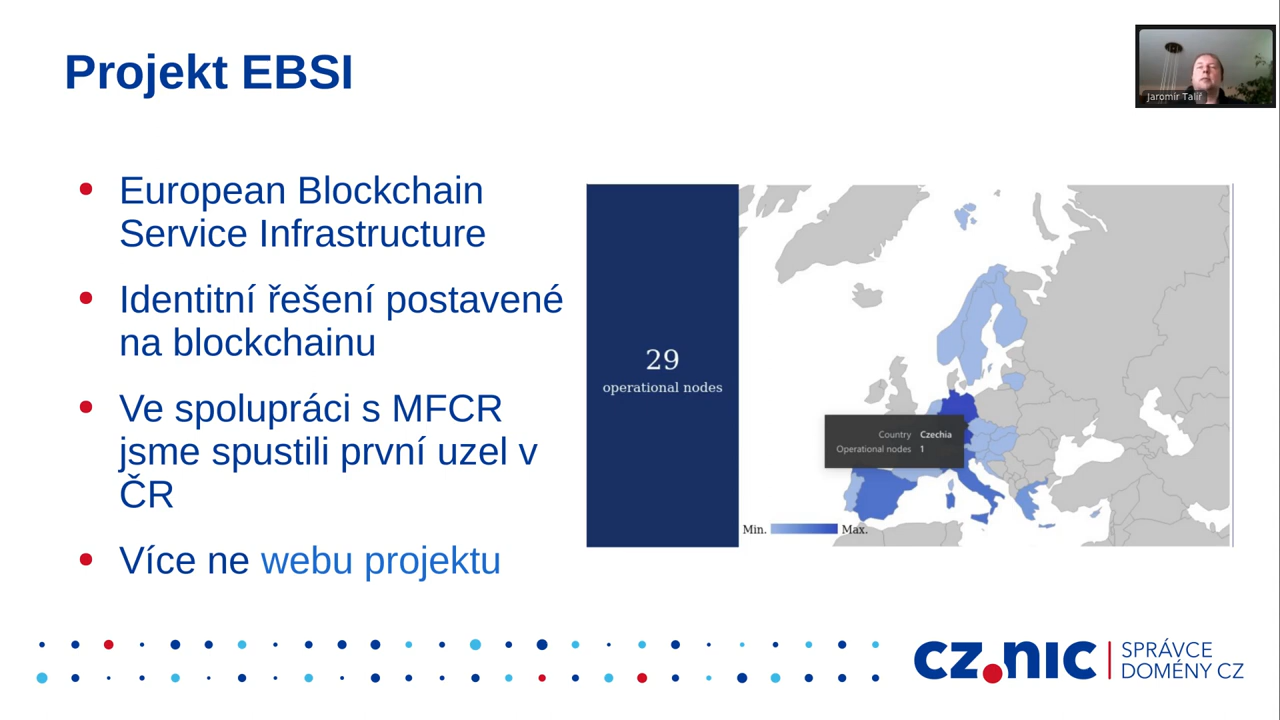 Projekt EBSI
Jaromír Talíř
European Blockchain
Service Infrastructure
Identitní řešení postavené
na blockchainu
Ve spolupráci s MFCR
jsme spustili první uzel v
ČR
Více ne webu projektu
29
operational nodes
Country Czechia
Operational nodes 1
Min. Max.
CZ.NIC SPRÁVCE
DOMÉNY CZ